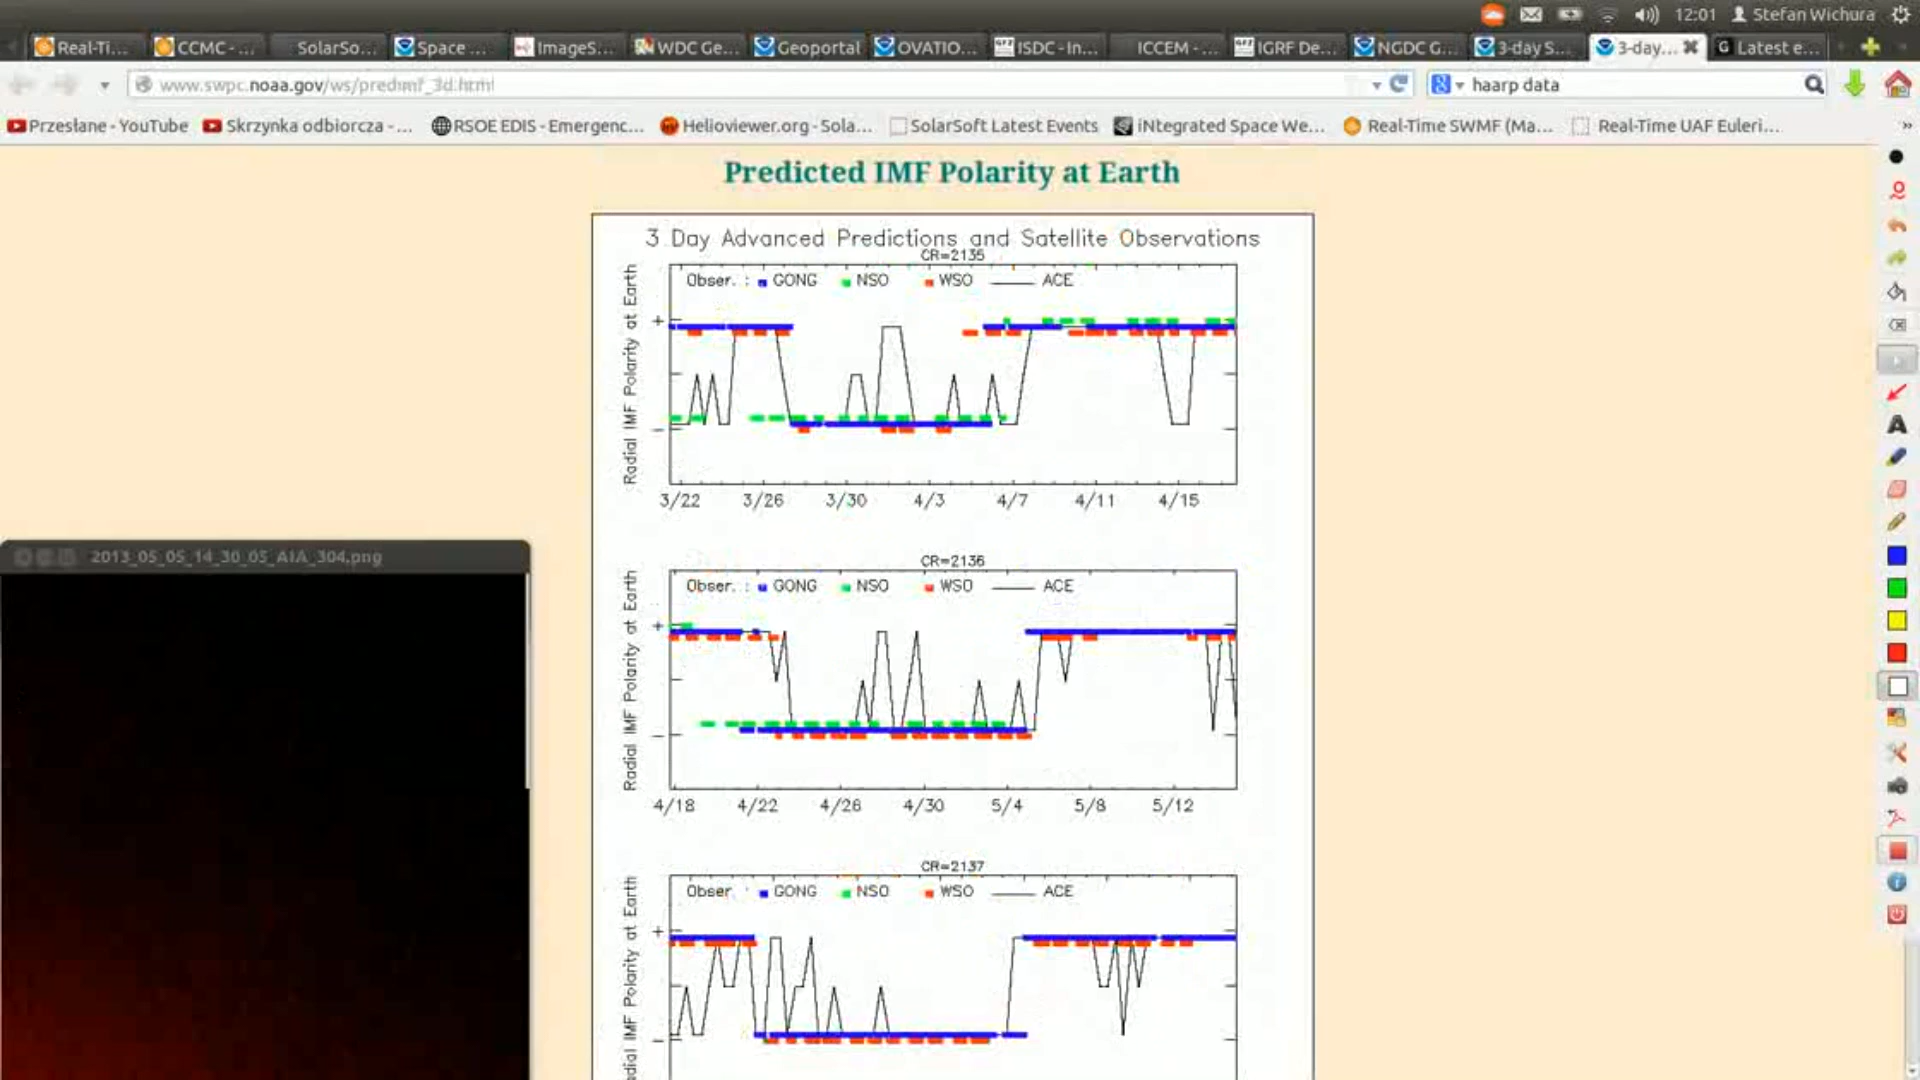 12:01 Stefan Wichura
Real-Ti... CCMC - ... SolarSo... Space ... ImageS... WDC Ge... Geoportal OVATIO... ISDC - In... ICCEM - ... IGRF De... NGDC G... 3-day S... 3-day... Latest e...
www.swpc.noaa.gov/ws/predimf_3d.html haarp data
Przesłane - YouTube Skrzynka odbiorcza - ... RSOE EDIS - Emergenc... Helioviewer.org - Sola... SolarSoft Latest Events iNtegrated Space We... Real-Time SWMF (Ma... Real-Time UAF Euleri... »
Predicted IMF Polarity at Earth
3 Day Advanced Predictions and Satellite Observations
CR=2135
Obser. : GONG NSO WSO ACE
Radial IMF Polarity at Earth
+
−
3/22 3/26 3/30 4/3 4/7 4/11 4/15
2013_05_05_14_30_05_AIA_304.png
CR=2136
Obser. : GONG NSO WSO ACE
Radial IMF Polarity at Earth
+
−
4/18 4/22 4/26 4/30 5/4 5/8 5/12
CR=2137
Obser. : GONG NSO WSO ACE
dial IMF Polarity at Earth
+
−